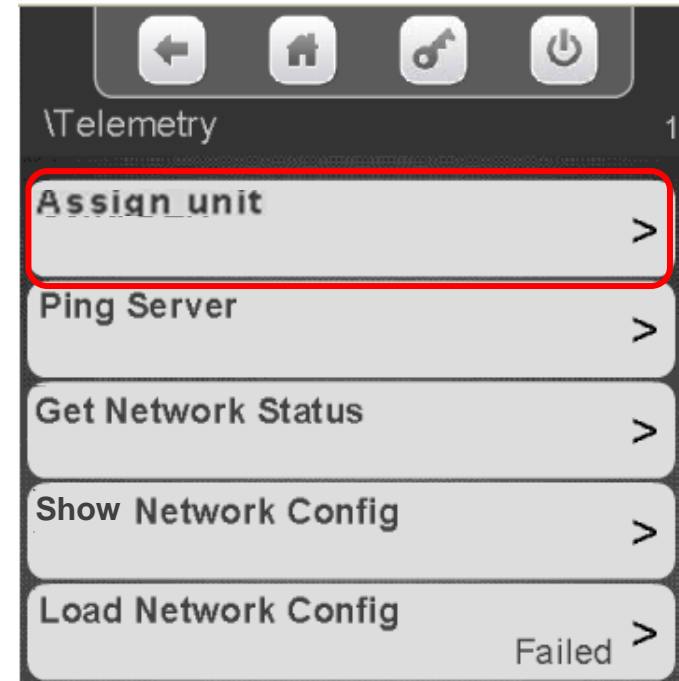 \Telemetry 1
Assign unit
>
Ping Server
>
Get Network Status
>
Show Network Config
>
Load Network Config
Failed >